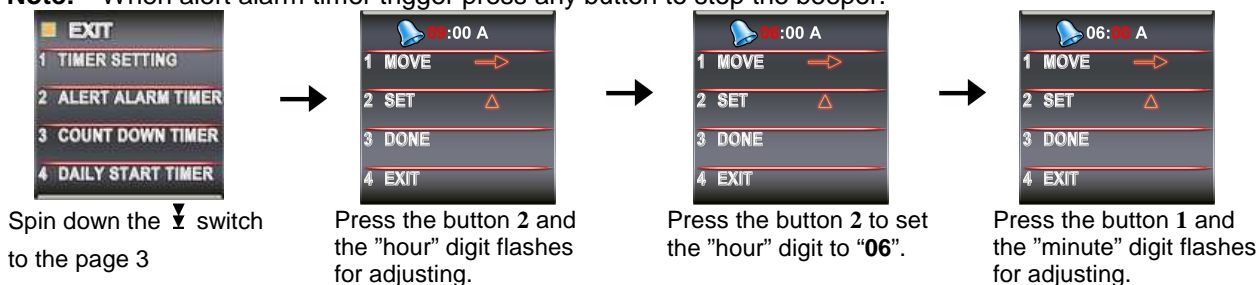 Note: When alert alarm timer trigger press any button to stop the beeper.
EXIT
1 TIMER SETTING
2 ALERT ALARM TIMER
3 COUNT DOWN TIMER
4 DAILY START TIMER
Spin down the switch
to the page 3
09:00 A
1 MOVE
2 SET
3 DONE
4 EXIT
Press the button 2 and
the "hour" digit flashes
for adjusting.
06:00 A
1 MOVE
2 SET
3 DONE
4 EXIT
Press the button 2 to set
the "hour" digit to “06”.
06:00 A
1 MOVE
2 SET
3 DONE
4 EXIT
Press the button 1 and
the "minute" digit flashes
for adjusting.